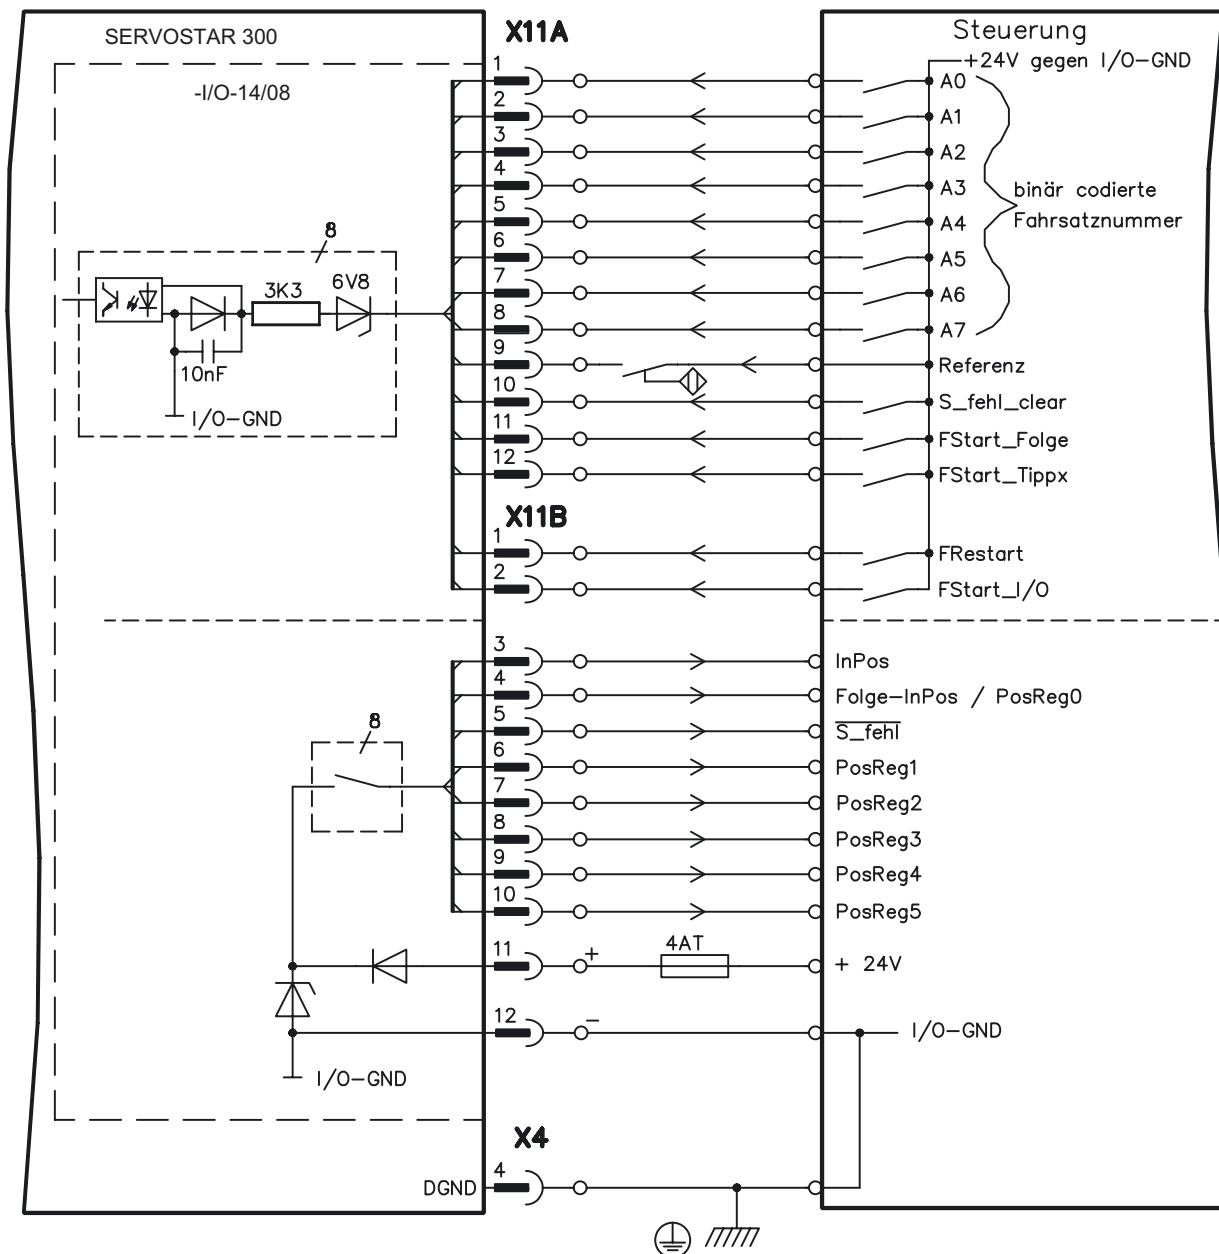 SERVOSTAR 300
X11A
Steuerung
+24V gegen I/O-GND
-I/O-14/08
1
A0
2
A1
3
A2
4
A3
binär codierte
5
A4
Fahrsatznummer
6
A5
8
7
A6
3K3
6V8
8
A7
9
Referenz
10nF
10
S_fehl_clear
I/O-GND
11
FStart_Folge
12
FStart_Tippx
X11B
1
FRestart
2
FStart_I/O
3
InPos
4
Folge-InPos / PosReg0
5
S_fehl
8
6
PosReg1
7
PosReg2
8
PosReg3
9
PosReg4
10
PosReg5
11
+
4AT
+ 24V
12
-
I/O-GND
I/O-GND
X4
4
DGND